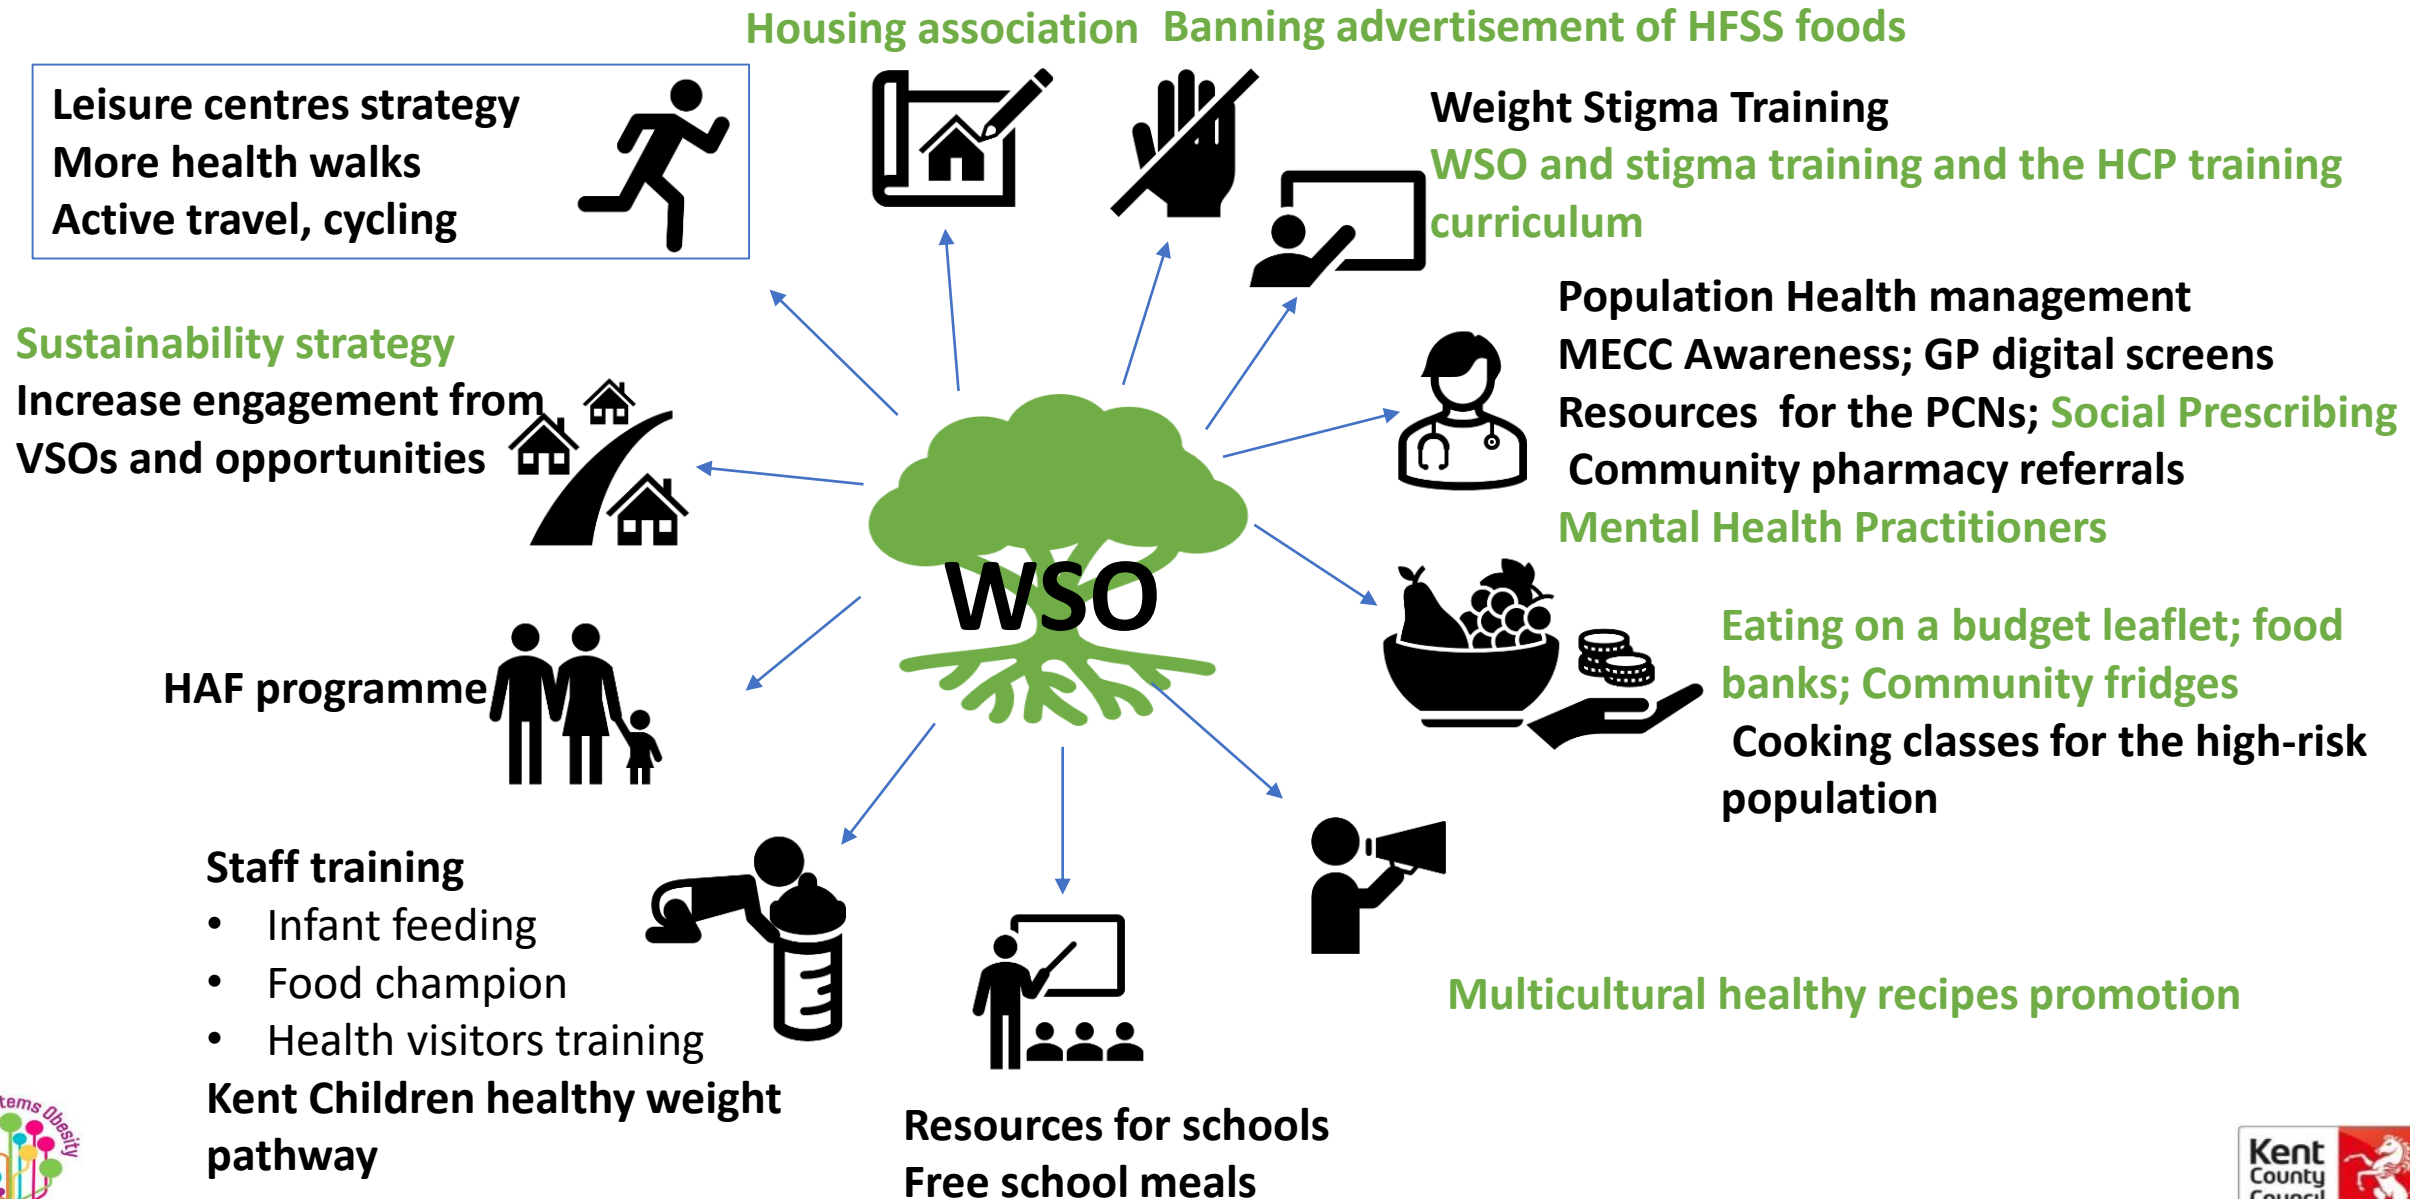 Housing association
Banning advertisement of HFSS foods
Leisure centres strategy
More health walks
Active travel, cycling
Weight Stigma Training
WSO and stigma training and the HCP training
curriculum
Population Health management
MECC Awareness; GP digital screens
Resources for the PCNs; Social Prescribing
Community pharmacy referrals
Mental Health Practitioners
Sustainability strategy
Increase engagement from
VSOs and opportunities
WSO
HAF programme
Eating on a budget leaflet; food
banks; Community fridges
Cooking classes for the high-risk
population
Staff training
• Infant feeding
• Food champion
• Health visitors training
Kent Children healthy weight
pathway
Multicultural healthy recipes promotion
Resources for schools
Free school meals
Obesity
Kent
County
Council